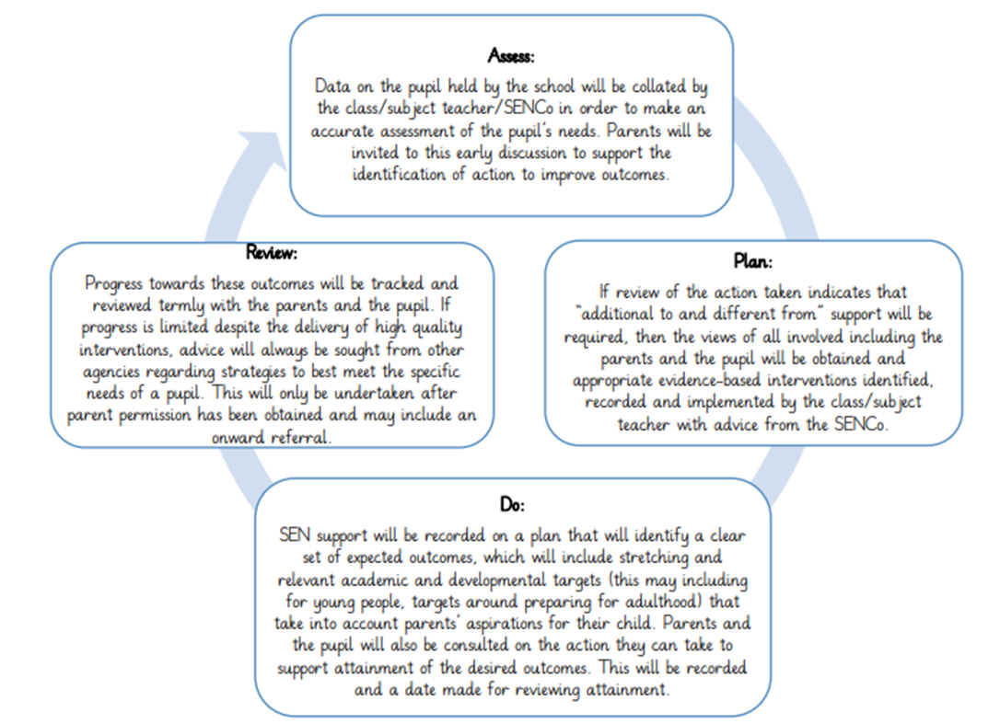 Assess:
Data on the pupil held by the school will be collated by
the class/subject teacher/SENCo in order to make an
accurate assessment of the pupil's needs. Parents will be
invited to this early discussion to support the
identification of action to improve outcomes.
Plan:
If review of the action taken indicates that
"additional to and different from" support will be
required, then the views of all involved including the
parents and the pupil will be obtained and
appropriate evidence-based interventions identified,
recorded and implemented by the class/subject
teacher with advice from the SENCo.
Do:
SEN support will be recorded on a plan that will identify a clear
set of expected outcomes, which will include stretching and
relevant academic and developmental targets (this may including
for young people, targets around preparing for adulthood) that
take into account parents' aspirations for their child. Parents and
the pupil will also be consulted on the action they can take to
support attainment of the desired outcomes. This will be recorded
and a date made for reviewing attainment.
Review:
Progress towards these outcomes will be tracked and
reviewed termly with the parents and the pupil. If
progress is limited despite the delivery of high quality
interventions, advice will always be sought from other
agencies regarding strategies to best meet the specific
needs of a pupil. This will only be undertaken after
parent permission has been obtained and may include an
onward referral.